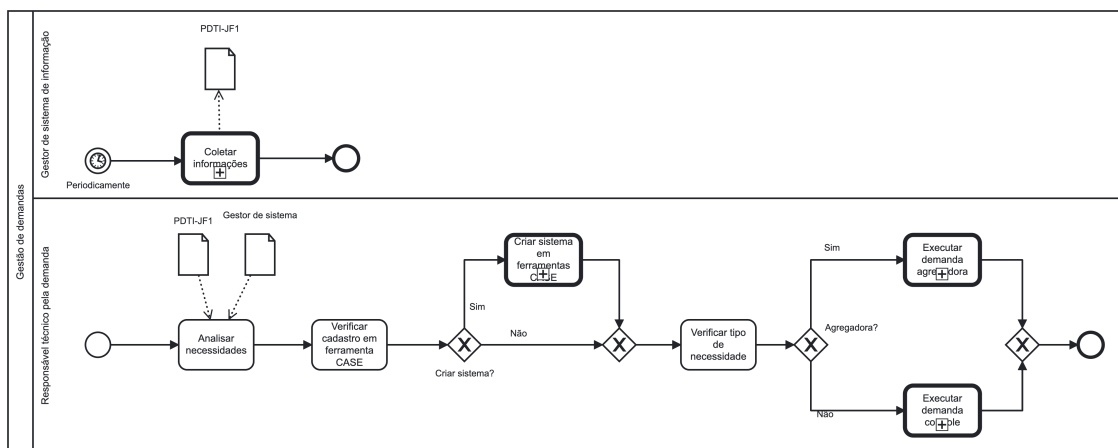 Gestão de demandas
Gestor de sistema de informação
PDTI-JF1
Coletar
informações
Periodicamente
Responsável técnico pela demanda
PDTI-JF1
Gestor de sistema
Analisar
necessidades
Verificar
cadastro em
ferramenta
CASE
Criar sistema?
Sim
Não
Criar sistema
em
ferramentas
CASE
Verificar tipo
de
necessidade
Agregadora?
Sim
Não
Executar
demanda
agregadora
Executar
demanda